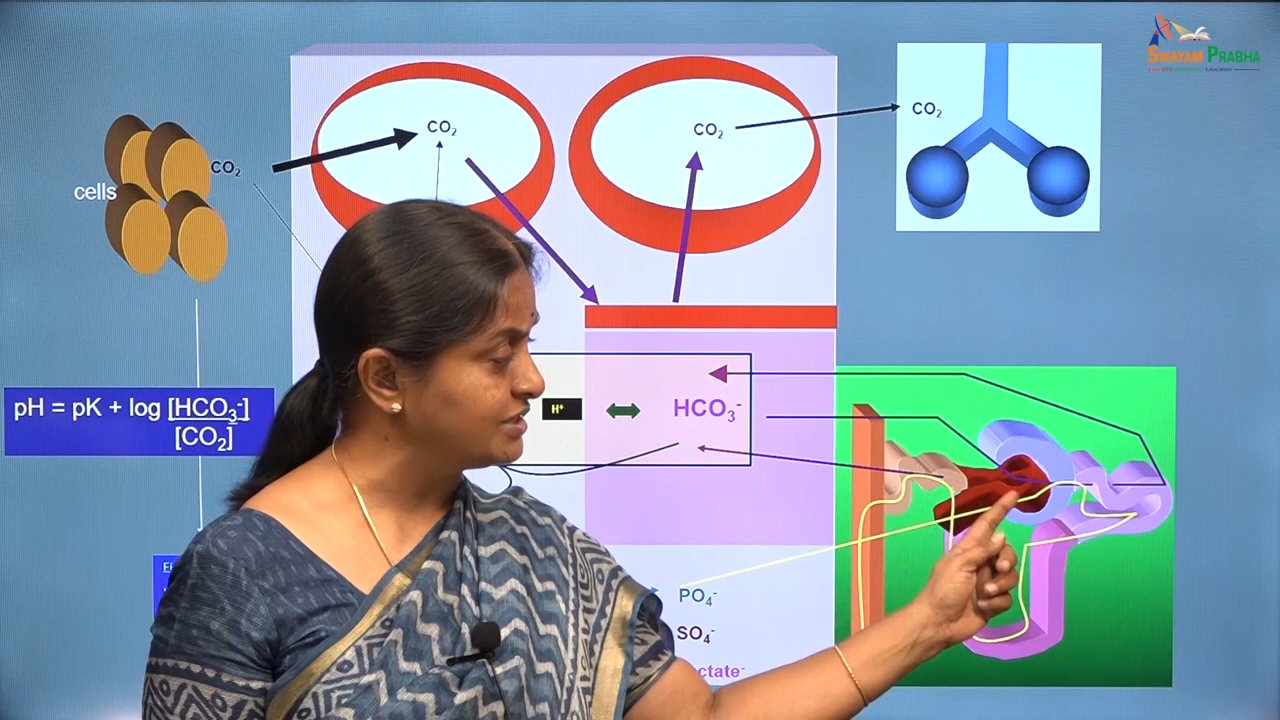 SWAYAM PRABHA
CO₂
CO₂
CO₂
CO₂
cells
pH = pK + log [HCO₃⁻]
[CO₂]
H⁺
HCO₃⁻
PO₄⁻
SO₄⁻